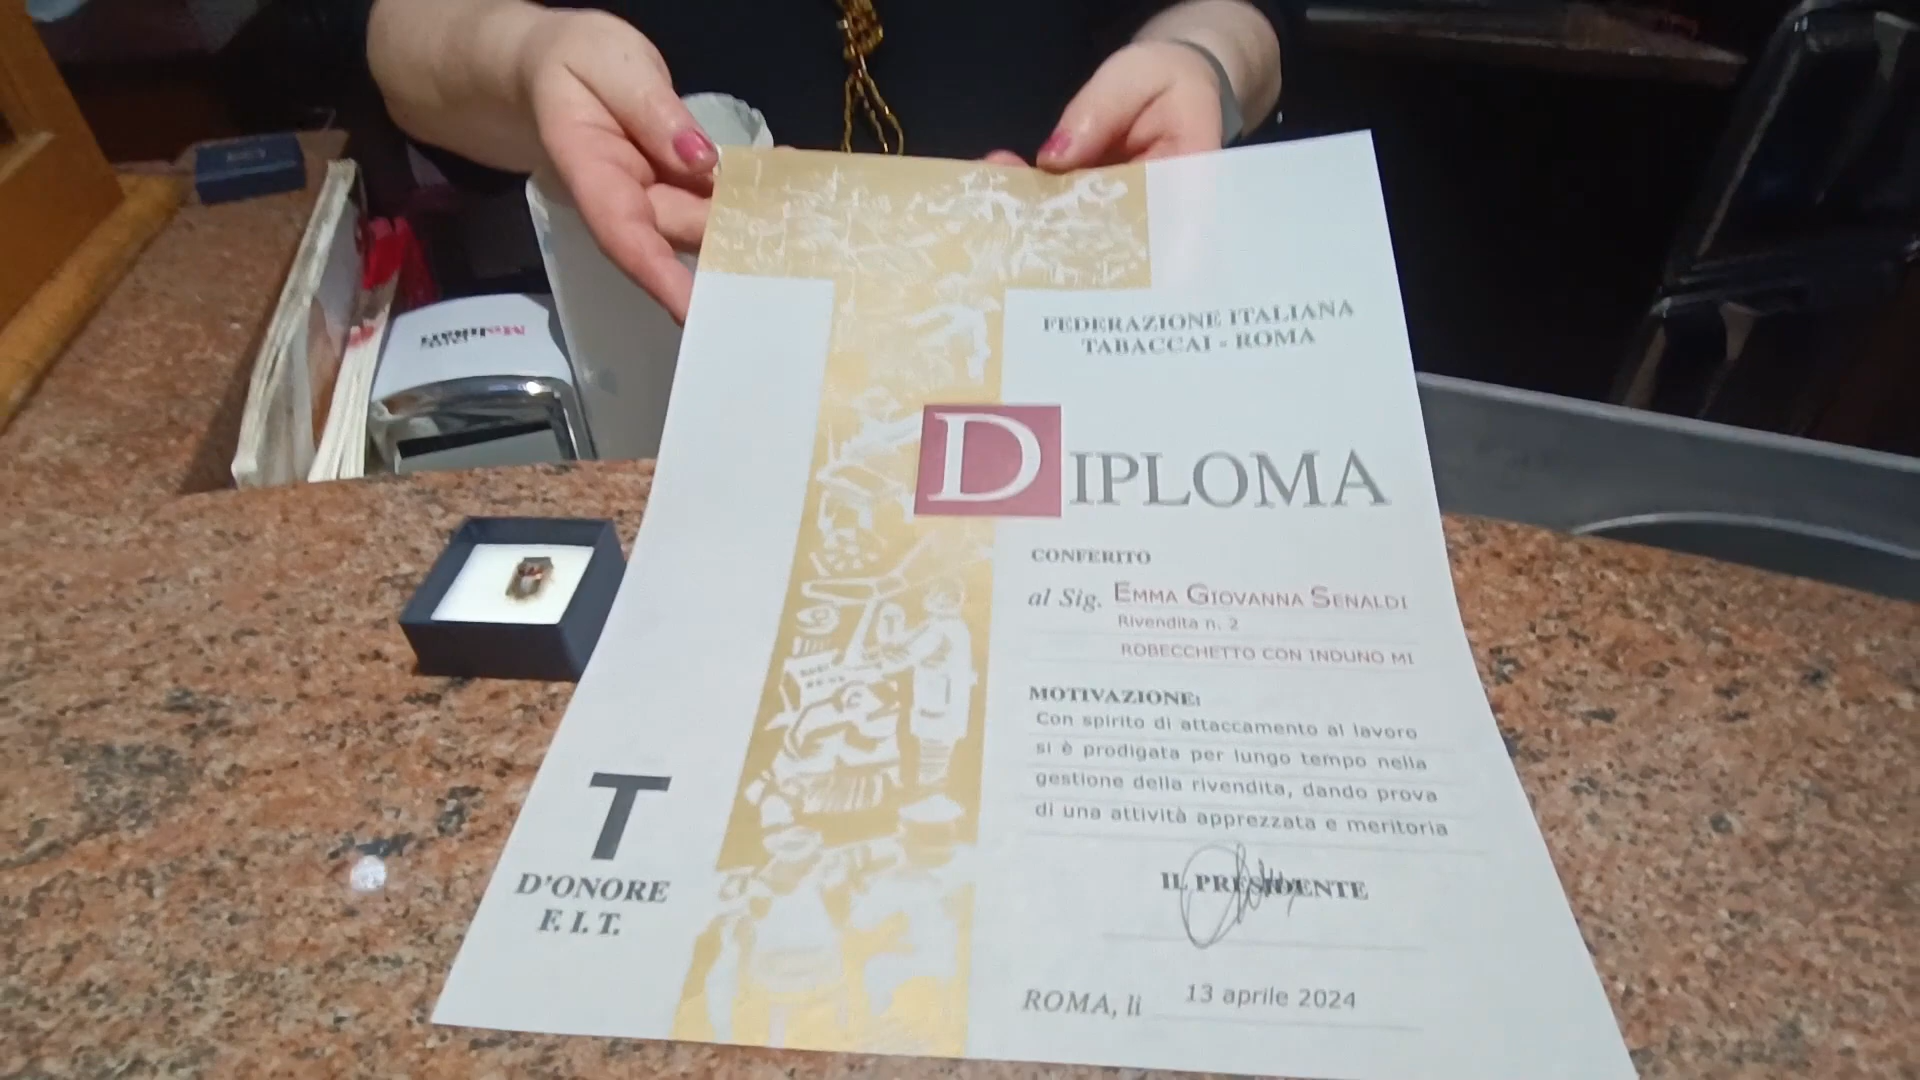 FEDERAZIONE ITALIANA
TABACCAI - ROMA
DIPLOMA
CONFERITO
al Sig. EMMA GIOVANNA SENALDI
Rivendita n. 2
ROBECCHETTO CON INDUNO MI
MOTIVAZIONE:
Con spirito di attaccamento al lavoro
si è prodigata per lungo tempo nella
gestione della rivendita, dando prova
di una attività apprezzata e meritoria
IL PRESIDENTE
ROMA, li 13 aprile 2024
T
D'ONORE
F. I. T.